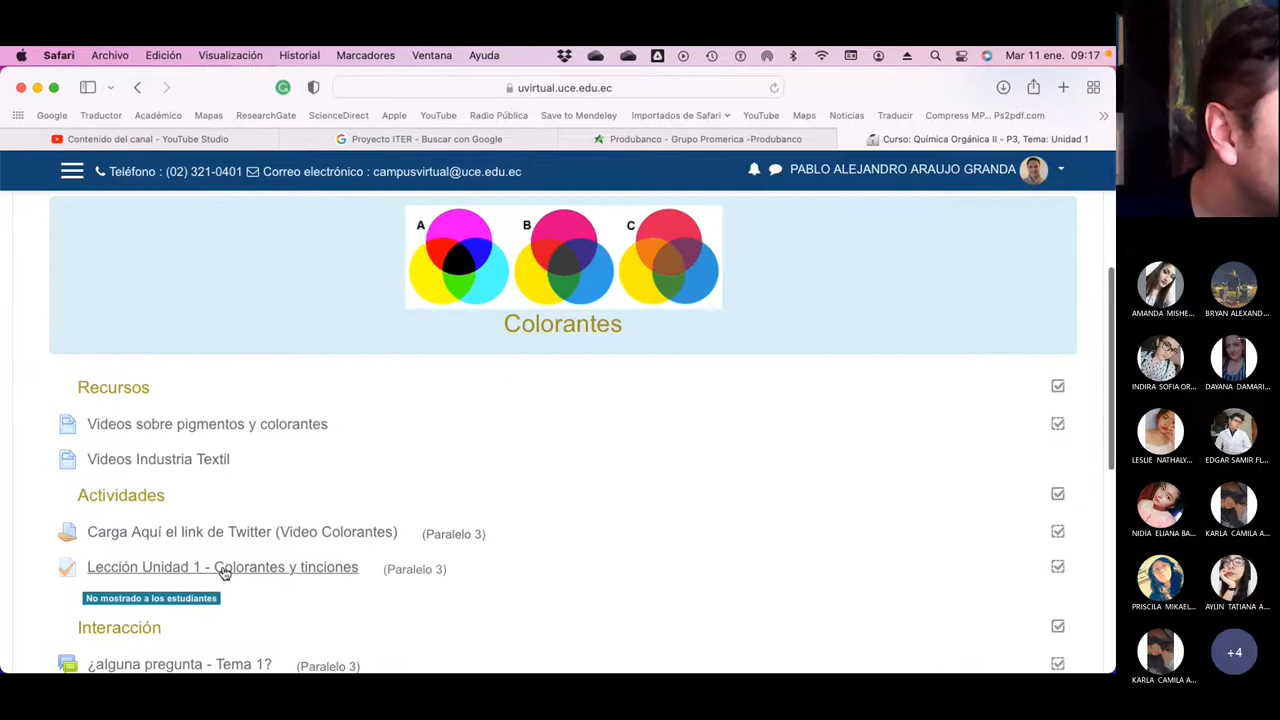 Safari Archivo Edición Visualización Historial Marcadores Ventana Ayuda Mar 11 ene. 09:17
uvirtual.uce.edu.ec
Google Traductor Académico Mapas ResearchGate ScienceDirect Apple YouTube Radio Pública Save to Mendeley Importados de Safari YouTube Maps Noticias Traducir Compress MP... Ps2pdf.com
Contenido del canal - YouTube Studio Proyecto ITER - Buscar con Google Produbanco - Grupo Promerica -Produbanco Curso: Química Orgánica II - P3, Tema: Unidad 1
Teléfono : (02) 321-0401 Correo electrónico : campusvirtual@uce.edu.ec PABLO ALEJANDRO ARAUJO GRANDA
A B C
Colorantes
Recursos
Videos sobre pigmentos y colorantes
Videos Industria Textil
Actividades
Carga Aquí el link de Twitter (Video Colorantes) (Paralelo 3)
Lección Unidad 1 - Colorantes y tinciones (Paralelo 3)
No mostrado a los estudiantes
Interacción
¿alguna pregunta - Tema 1? (Paralelo 3)
AMANDA MISHE... BRYAN ALEXAND...
INDIRA SOFIA OR... DAYANA DAMARI...
LESLIE NATHALY... EDGAR SAMIR FL...
NIDIA ELIANA BA... KARLA CAMILA A...
PRISCILA MIKAEL... AYLIN TATIANA A...
KARLA CAMILA A... +4